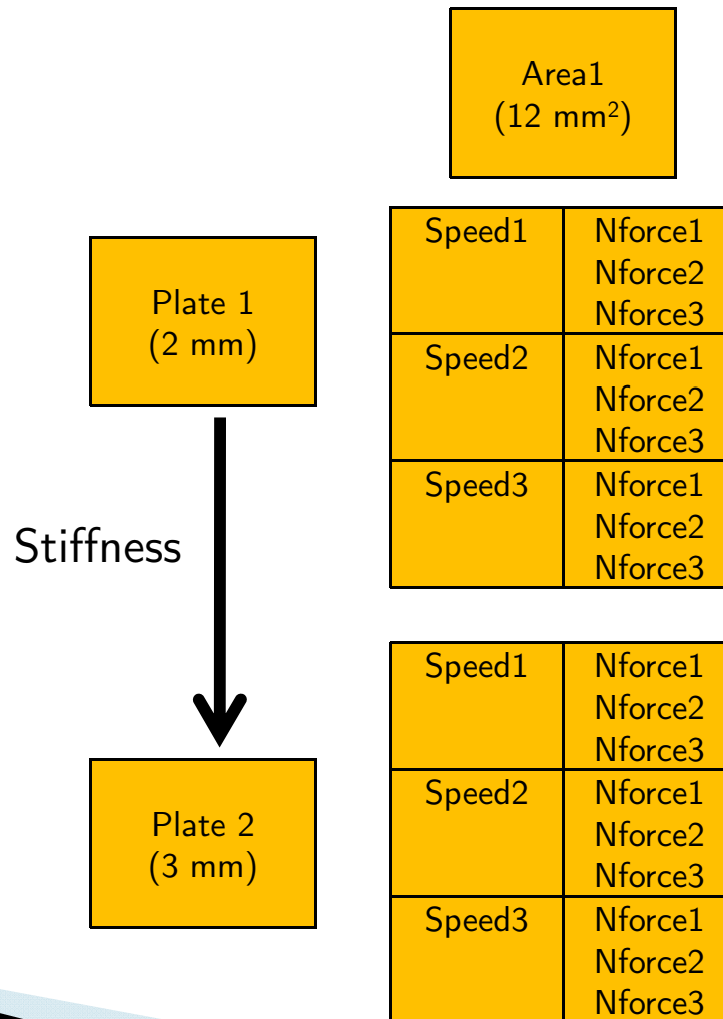 Area1
(12 mm²)
Plate 1
(2 mm)
Speed1 Nforce1
Nforce2
Nforce3
Speed2 Nforce1
Nforce2
Nforce3
Speed3 Nforce1
Nforce2
Nforce3
Stiffness
Plate 2
(3 mm)
Speed1 Nforce1
Nforce2
Nforce3
Speed2 Nforce1
Nforce2
Nforce3
Speed3 Nforce1
Nforce2
Nforce3